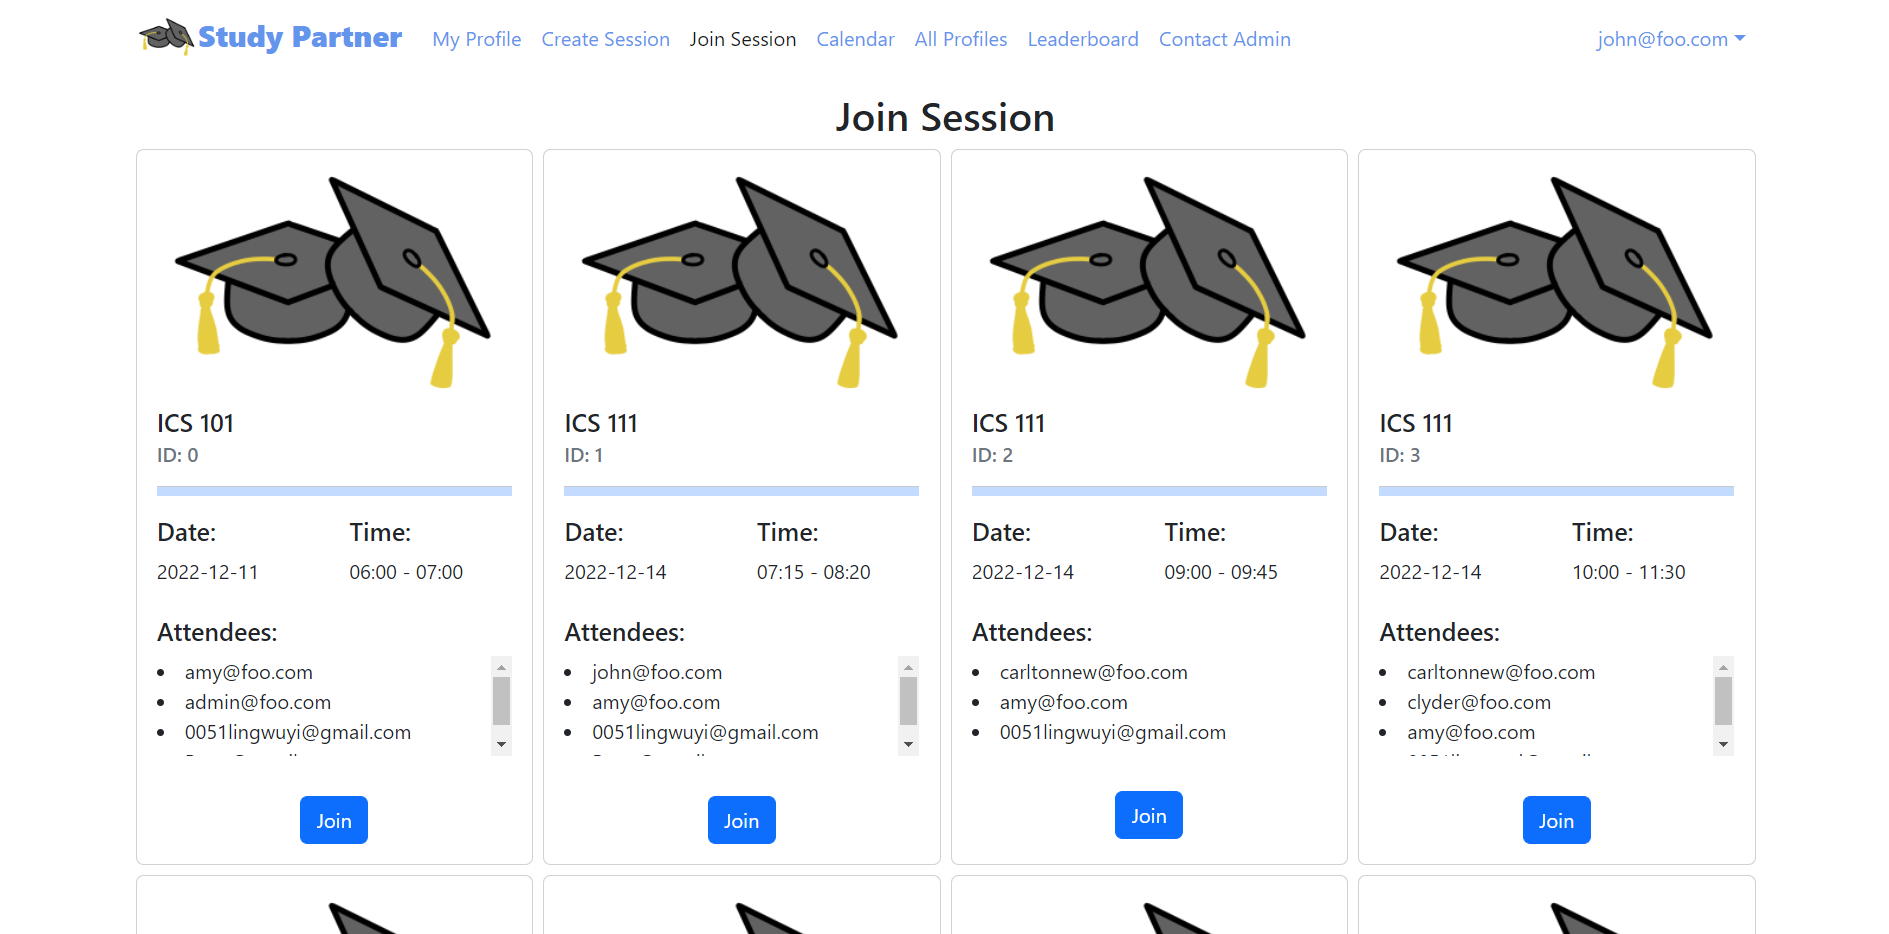 Study Partner My Profile Create Session Join Session Calendar All Profiles Leaderboard Contact Admin john@foo.com
Join Session
ICS 101
ID: 0
Date: Time:
2022-12-11 06:00 - 07:00
Attendees:
amy@foo.com
admin@foo.com
0051lingwuyi@gmail.com
Join
ICS 111
ID: 1
Date: Time:
2022-12-14 07:15 - 08:20
Attendees:
john@foo.com
amy@foo.com
0051lingwuyi@gmail.com
Join
ICS 111
ID: 2
Date: Time:
2022-12-14 09:00 - 09:45
Attendees:
carltonnew@foo.com
amy@foo.com
0051lingwuyi@gmail.com
Join
ICS 111
ID: 3
Date: Time:
2022-12-14 10:00 - 11:30
Attendees:
carltonnew@foo.com
clyder@foo.com
amy@foo.com
Join